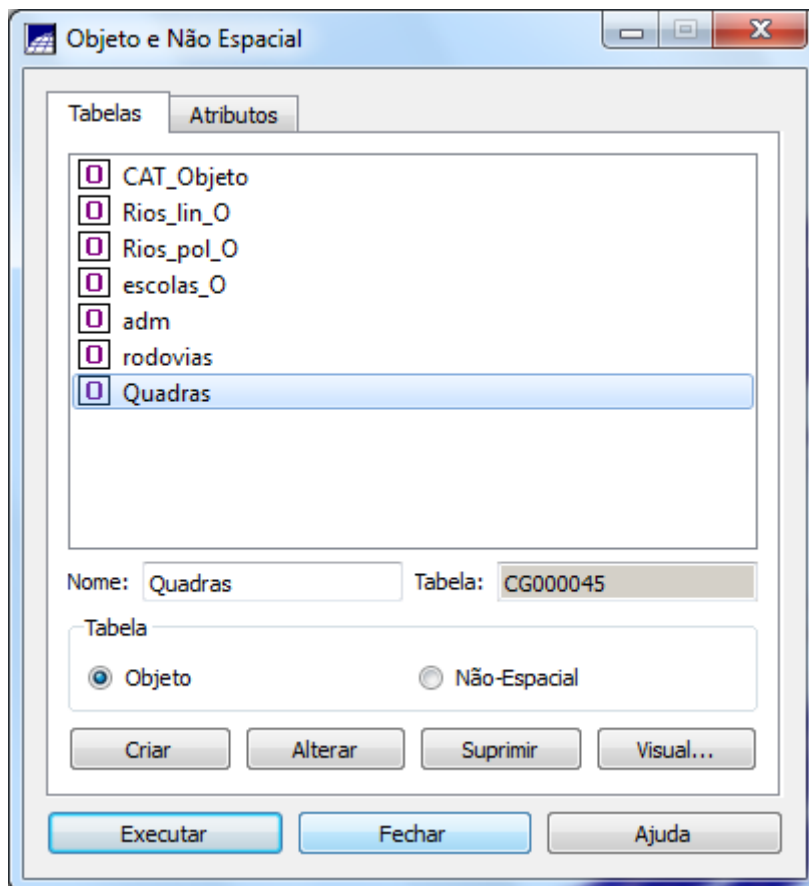 Objeto e Não Espacial
Tabelas Atributos
CAT_Objeto
Rios_lin_O
Rios_pol_O
escolas_O
adm
rodovias
Quadras
Nome: Quadras Tabela: CG000045
Tabela
Objeto Não-Espacial
Criar Alterar Suprimir Visual...
Executar Fechar Ajuda